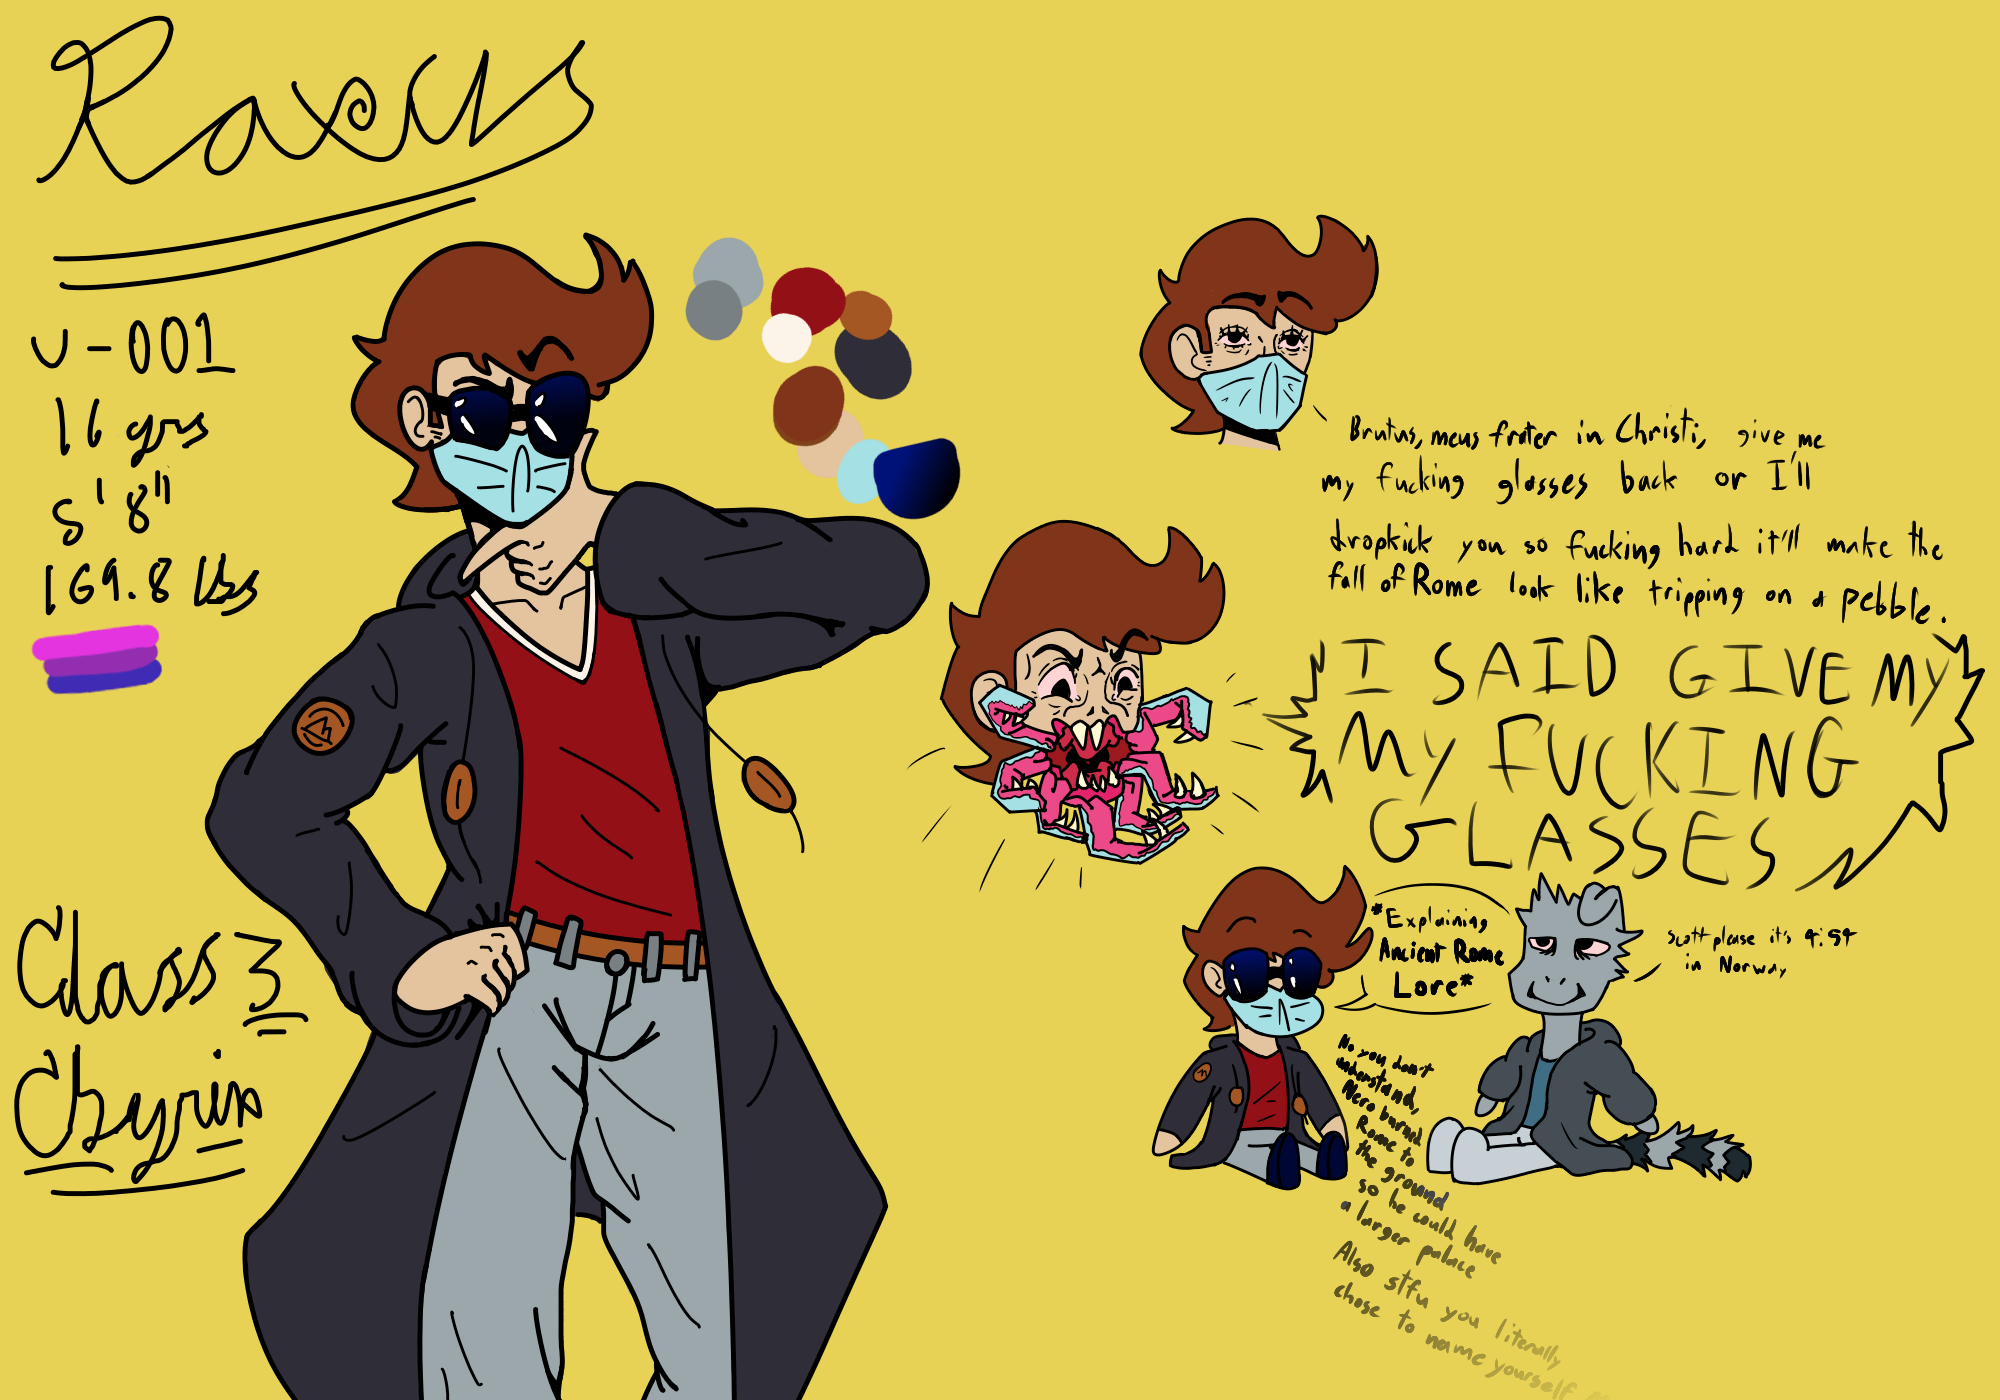 Raxus
V-001
16 yrs
5'8"
169.8 lbs
Class 3
Chyrin
Brutus, meus frater in Christi, give me
my fucking glasses back or I'll
dropkick you so fucking hard it'll make the
fall of Rome look like tripping on a pebble.
I SAID GIVE MY
MY FUCKING
GLASSES
*Explaining
Ancient Rome
Lore*
Scott please it's 4:54
in Norway
No you don't
understand,
Nero burned
Rome to
the ground
so he could have
a larger palace
Also stfu you literally
chose to name yourself